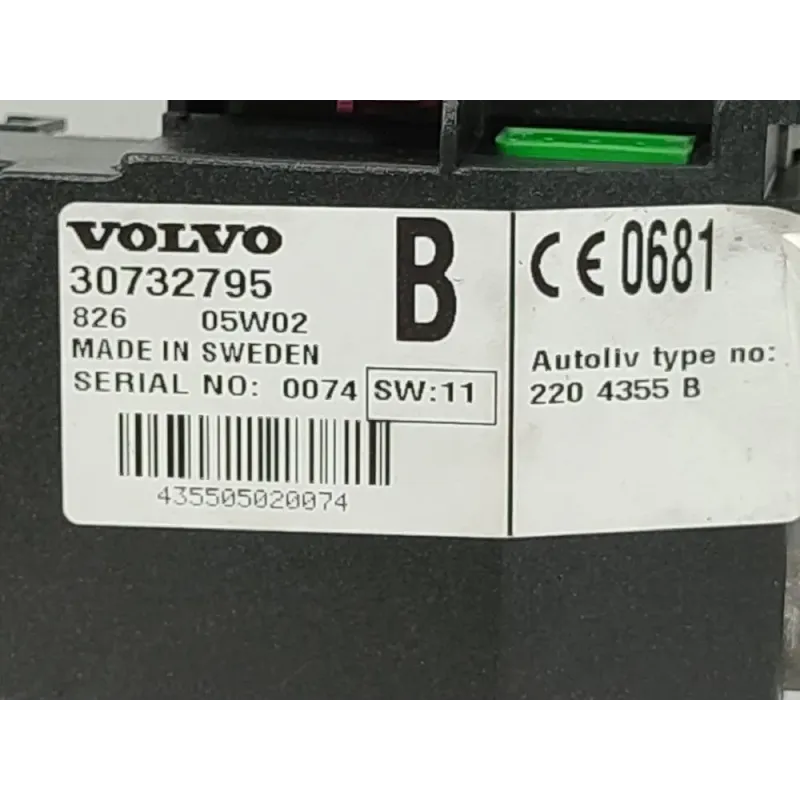 VOLVO
30732795
826 05W02
MADE IN SWEDEN
SERIAL NO: 0074 SW:11
435505020074
B
CE 0681
Autoliv type no:
220 4355 B